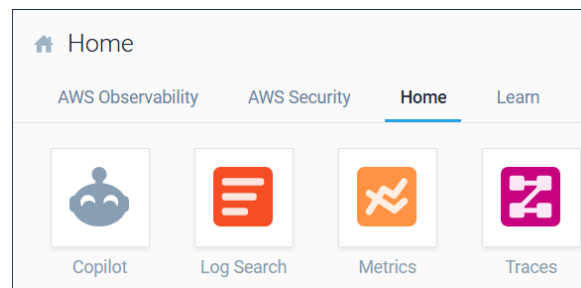 Home
AWS Observability AWS Security Home Learn
Copilot Log Search Metrics Traces